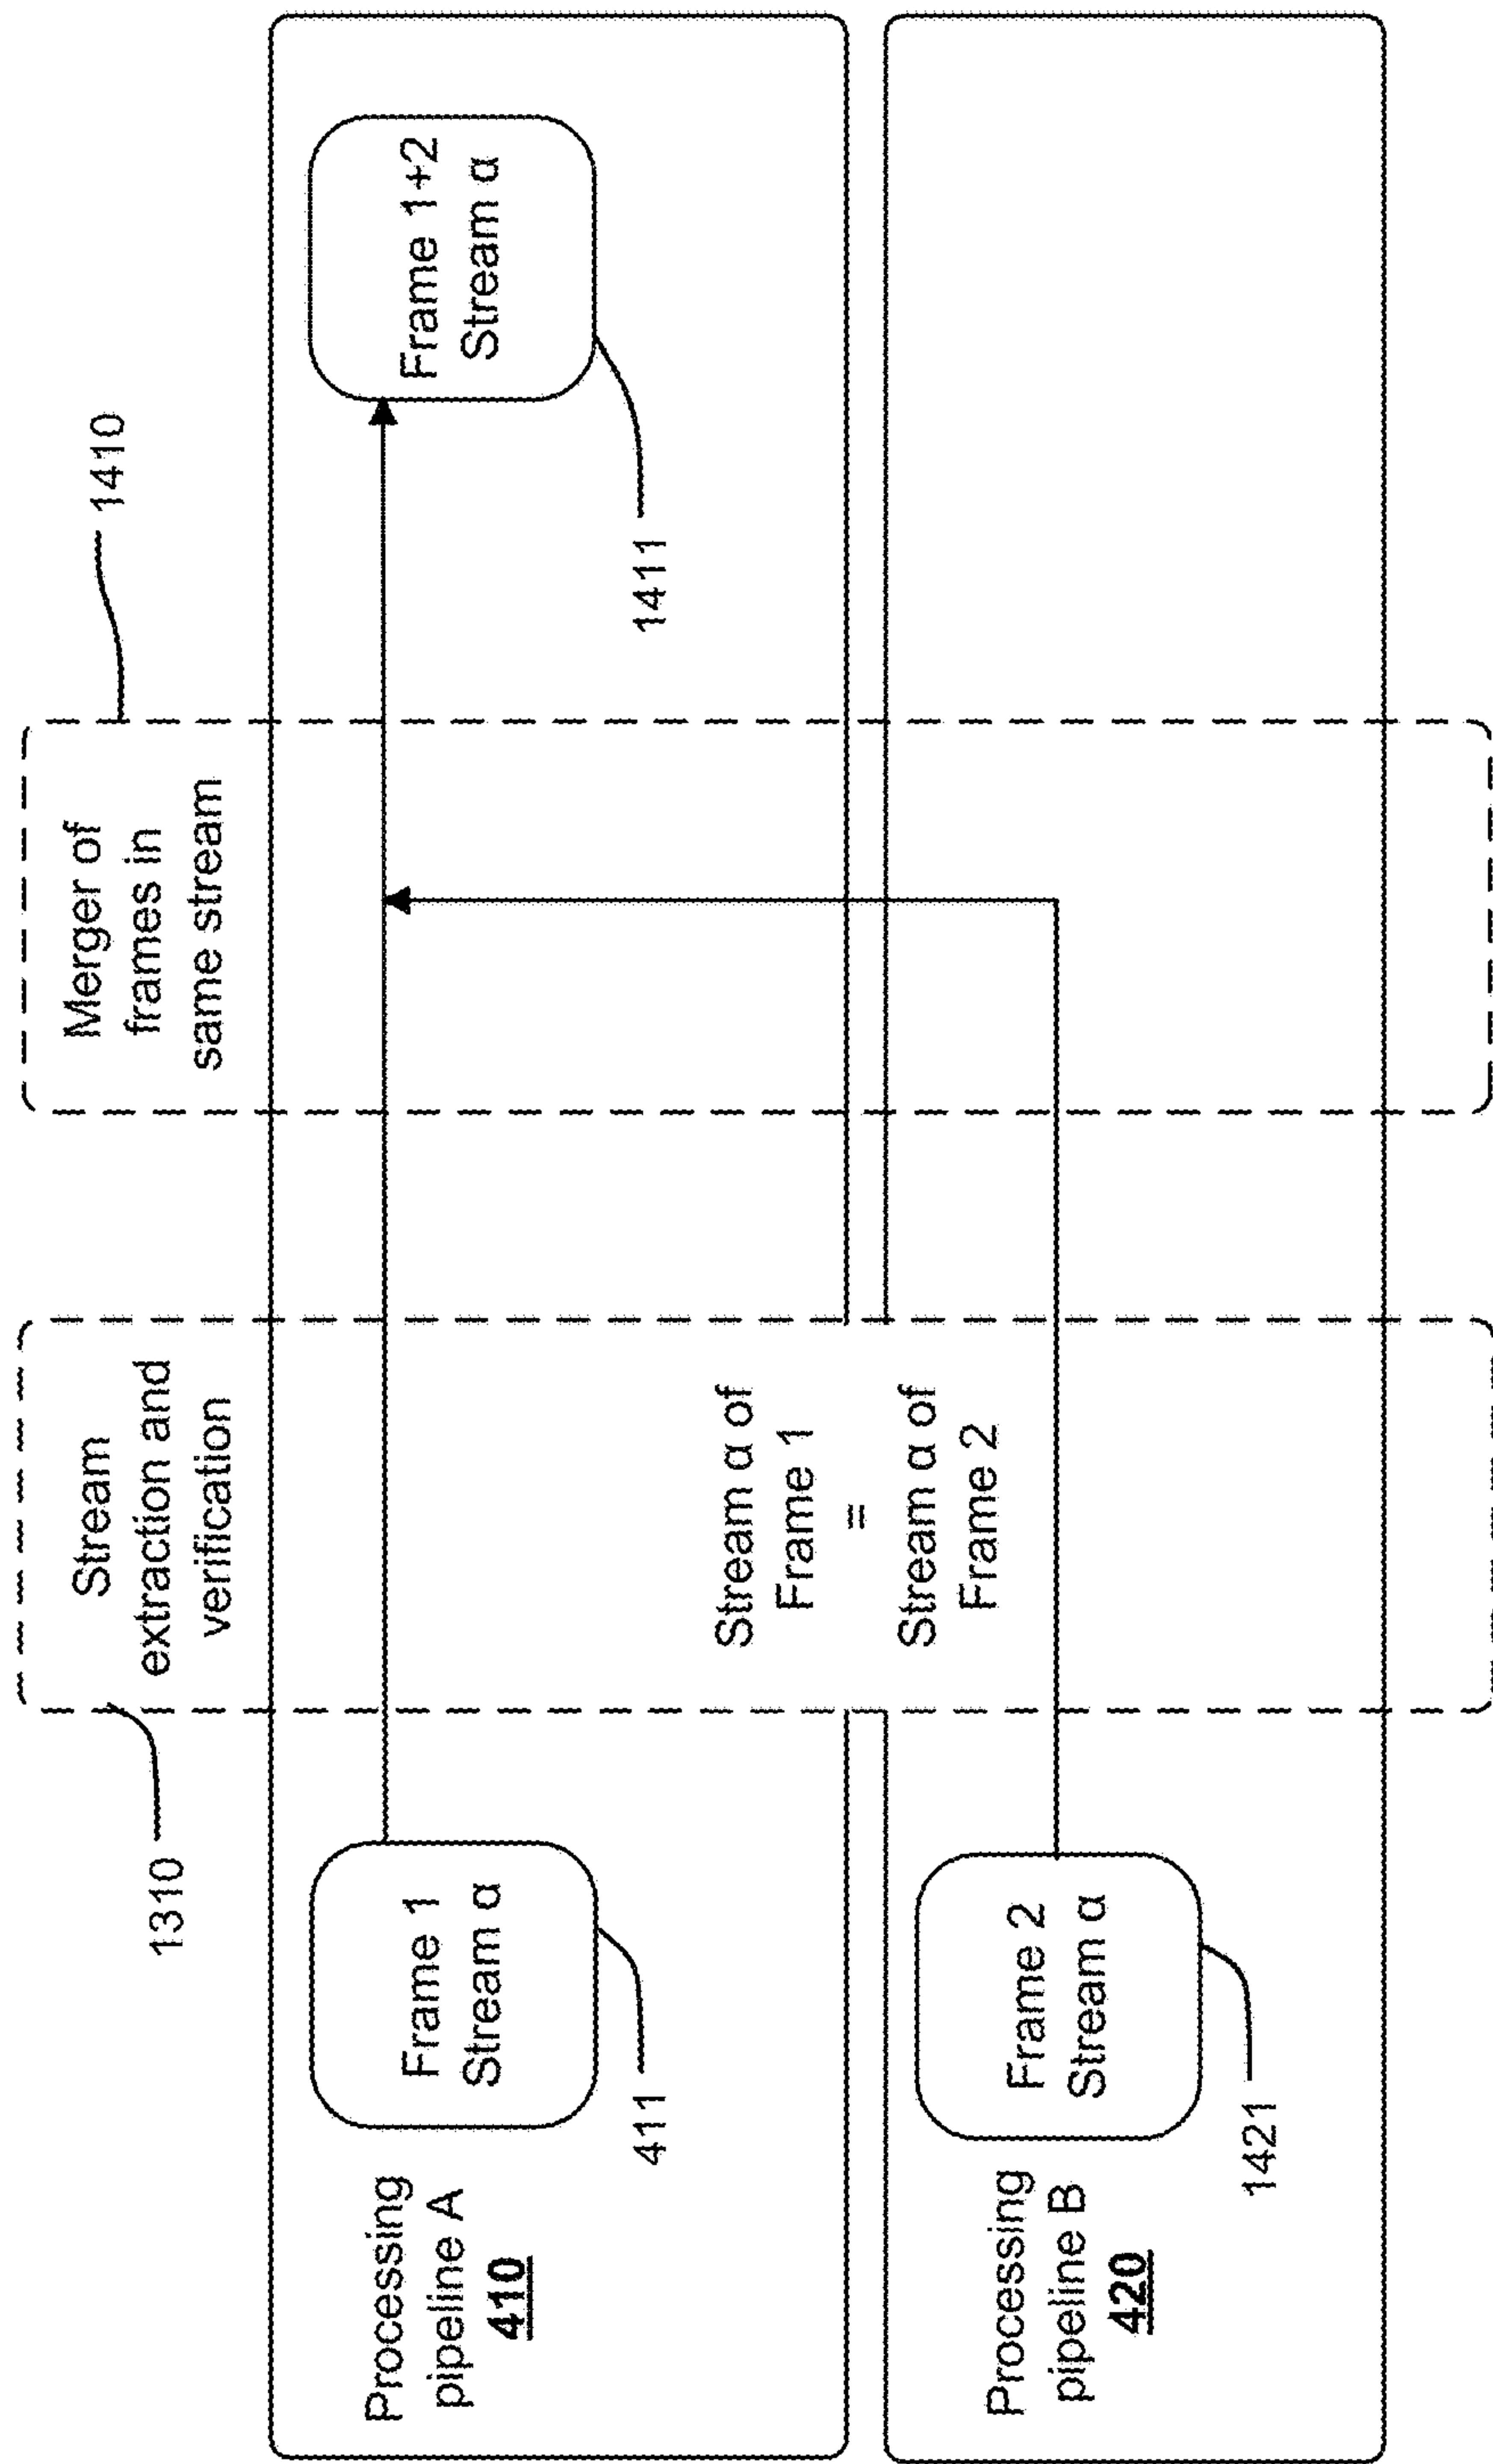 1410
Merger of
frames in
same stream
Stream
extraction and
verification
1310
Processing
pipeline A
410
Frame 1
Stream α
411
Frame 1+2
Stream α
1411
Stream α of
Frame 1
=
Stream α of
Frame 2
Processing
pipeline B
420
Frame 2
Stream α
1421